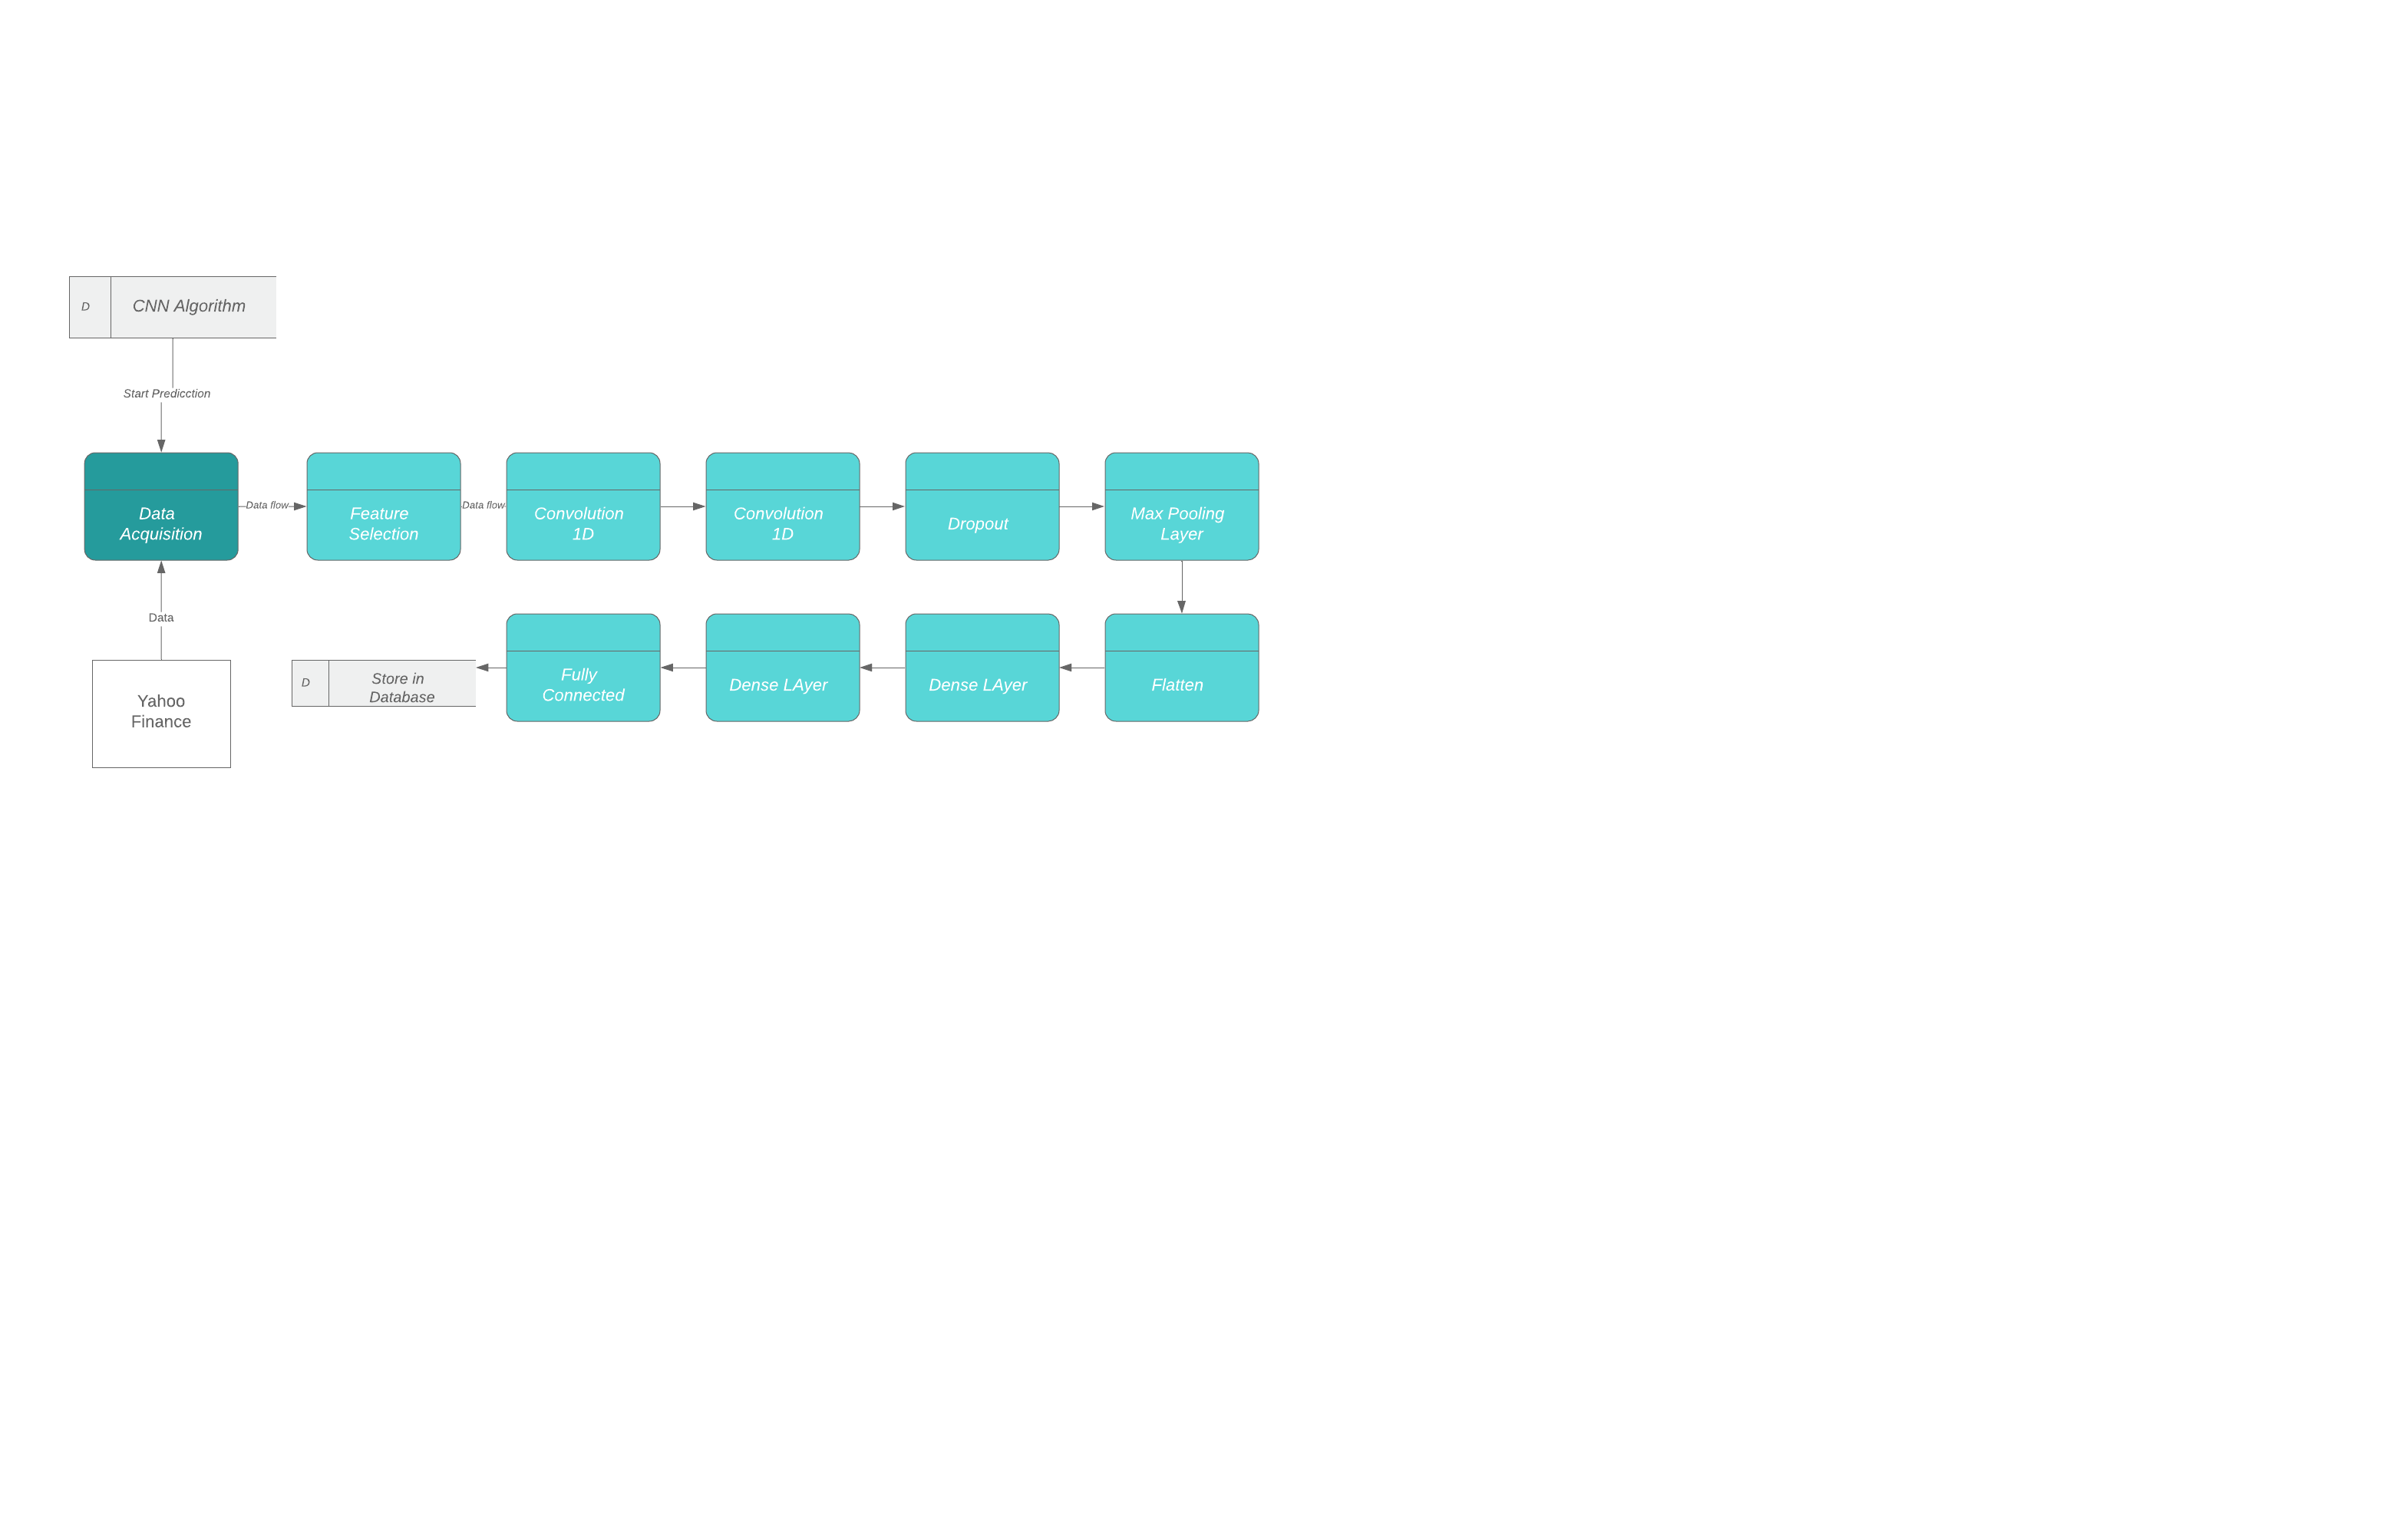 D
CNN Algorithm
Start Predicction
Data
Acquisition
Data flow
Feature
Selection
Data flow
Convolution
1D
Convolution
1D
Dropout
Max Pooling
Layer
Data
Yahoo
Finance
D
Store in
Database
Fully
Connected
Dense LAyer
Dense LAyer
Flatten